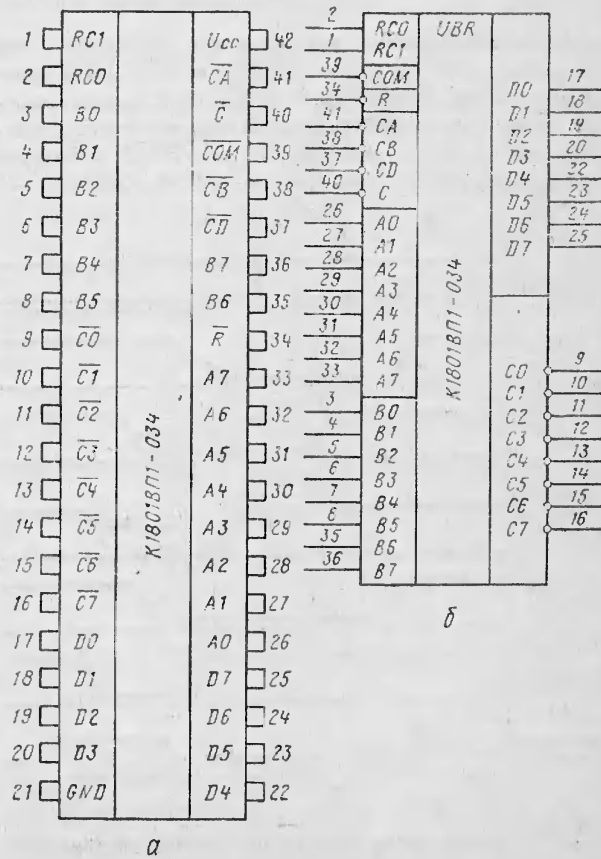 1 RC1 Ucc 42
2 RC0 CA 41
3 B0 C 40
4 B1 COM 39
5 B2 CB 38
6 B3 CD 37
7 B4 B7 36
8 B5 B6 35
9 C0 R 34
10 C1 A7 33
11 C2 A6 32
12 C3 A5 31
13 C4 A4 30
14 C5 A3 29
15 C6 A2 28
16 C7 A1 27
17 D0 A0 26
18 D1 D7 25
19 D2 D6 24
20 D3 D5 23
21 GND D4 22
К1801ВП1-034
а
2 RC0 UBR
1 RC1
39 COM
34 R
41 CA
38 CB
37 CD
40 C
26 A0
27 A1
28 A2
29 A3
30 A4
31 A5
32 A6
33 A7
3 B0
4 B1
5 B2
6 B3
7 B4
8 B5
35 B6
36 B7
К1801ВП1-034
D0 17
D1 18
D2 19
D3 20
D4 22
D5 23
D6 24
D7 25
C0 9
C1 10
C2 11
C3 12
C4 13
C5 14
C6 15
C7 16
б